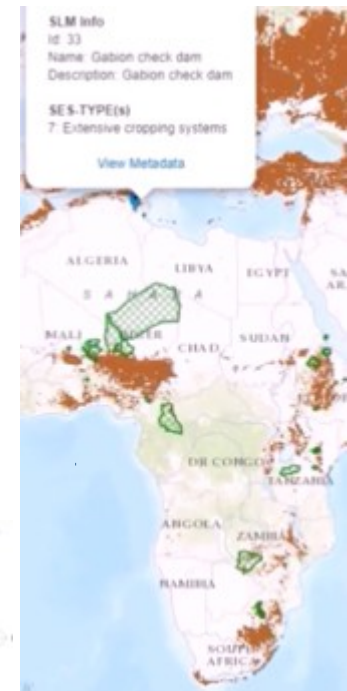 SLM Info
Id: 33
Name: Gabion check dam
Description: Gabion check dam
SES-TYPE(s)
7: Extensive cropping systems
View Metadata
ALGERIA
LIBYA
EGYPT
SAHARA
MALI
NIGER
CHAD
SUDAN
DR CONGO
TANZANIA
ANGOLA
ZAMBIA
NAMIBIA
SOUTH
AFRICA